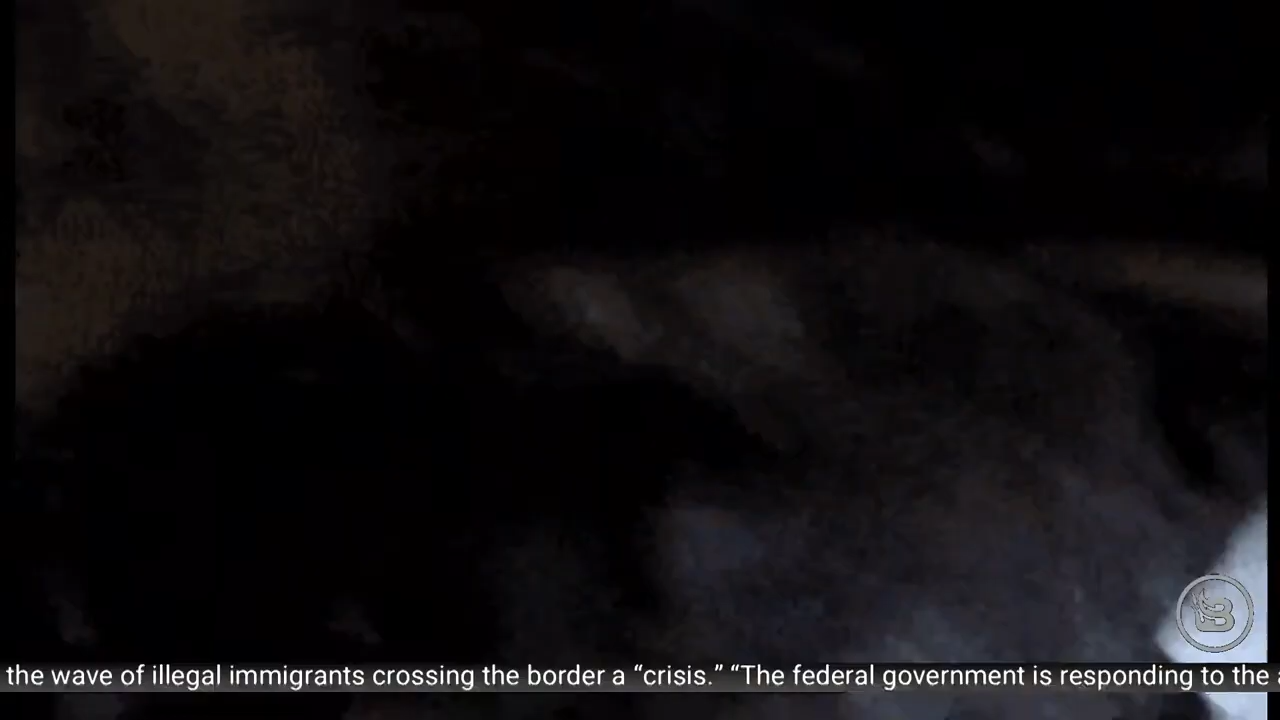 the wave of illegal immigrants crossing the border a “crisis.” “The federal government is responding to the
B